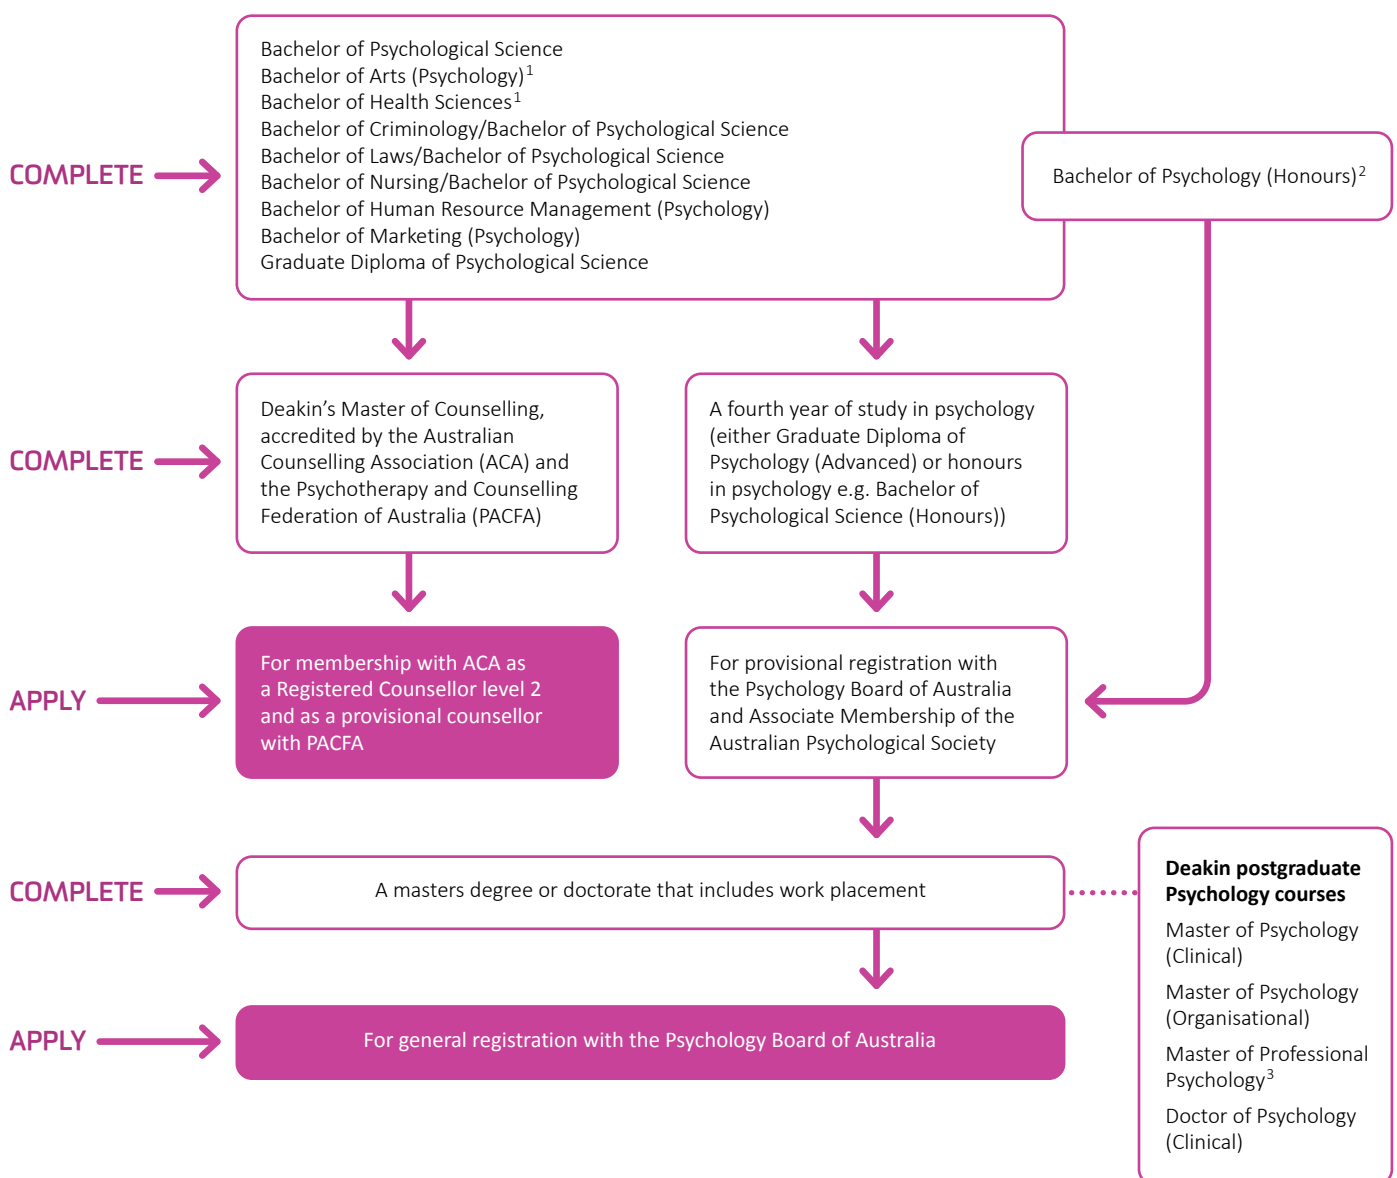 COMPLETE
Bachelor of Psychological Science
Bachelor of Arts (Psychology)¹
Bachelor of Health Sciences¹
Bachelor of Criminology/Bachelor of Psychological Science
Bachelor of Laws/Bachelor of Psychological Science
Bachelor of Nursing/Bachelor of Psychological Science
Bachelor of Human Resource Management (Psychology)
Bachelor of Marketing (Psychology)
Graduate Diploma of Psychological Science
Bachelor of Psychology (Honours)²
COMPLETE
Deakin’s Master of Counselling,
accredited by the Australian
Counselling Association (ACA) and
the Psychotherapy and Counselling
Federation of Australia (PACFA)
A fourth year of study in psychology
(either Graduate Diploma of
Psychology (Advanced) or honours
in psychology e.g. Bachelor of
Psychological Science (Honours))
APPLY
For membership with ACA as
a Registered Counsellor level 2
and as a provisional counsellor
with PACFA
For provisional registration with
the Psychology Board of Australia
and Associate Membership of the
Australian Psychological Society
COMPLETE
A masters degree or doctorate that includes work placement
Deakin postgraduate
Psychology courses
Master of Psychology
(Clinical)
Master of Psychology
(Organisational)
Master of Professional
Psychology³
Doctor of Psychology
(Clinical)
APPLY
For general registration with the Psychology Board of Australia